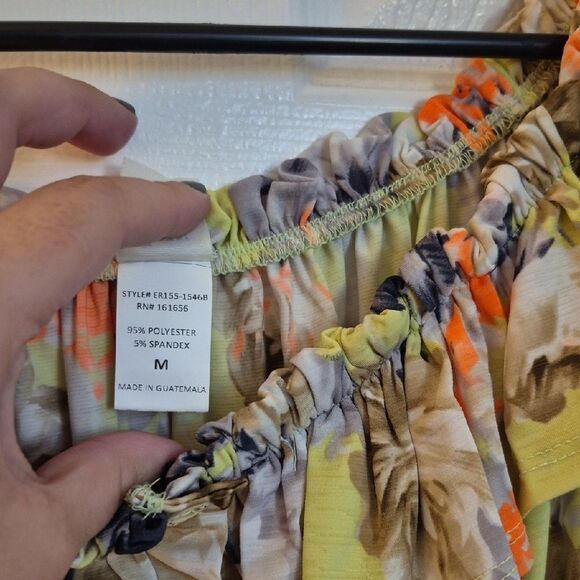 STYLE# ER155-1546B
RN# 161656
95% POLYESTER
5% SPANDEX
M
MADE IN GUATEMALA